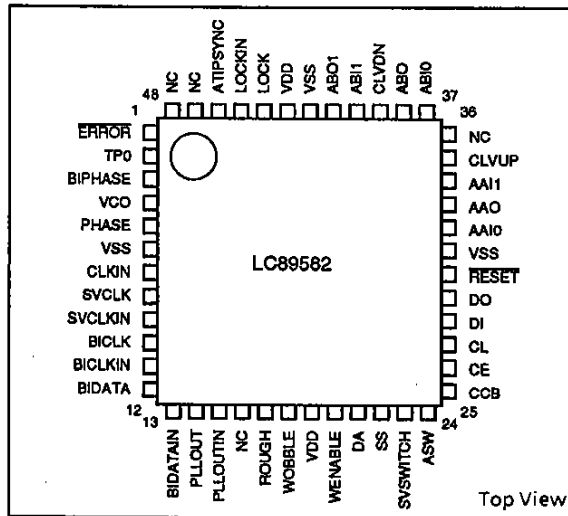 NC
NC
ATIPSYNC
LOCKIN
LOCK
VDD
VSS
ABO1
ABI1
CLVDN
ABO
ABI0
48
37
1
36
ERROR
TP0
BIPHASE
VCO
PHASE
VSS
CLKIN
SVCLK
SVCLKIN
BICLK
BICLKIN
BIDATA
LC89582
NC
CLVUP
AAI1
AAO
AAI0
VSS
RESET
DO
DI
CL
CE
CCB
12
13
25
24
BIDATAIN
PLLOUT
PLLOUTIN
NC
ROUGH
WOBBLE
VDD
WENABLE
DA
SS
SVSWITCH
ASW
Top View